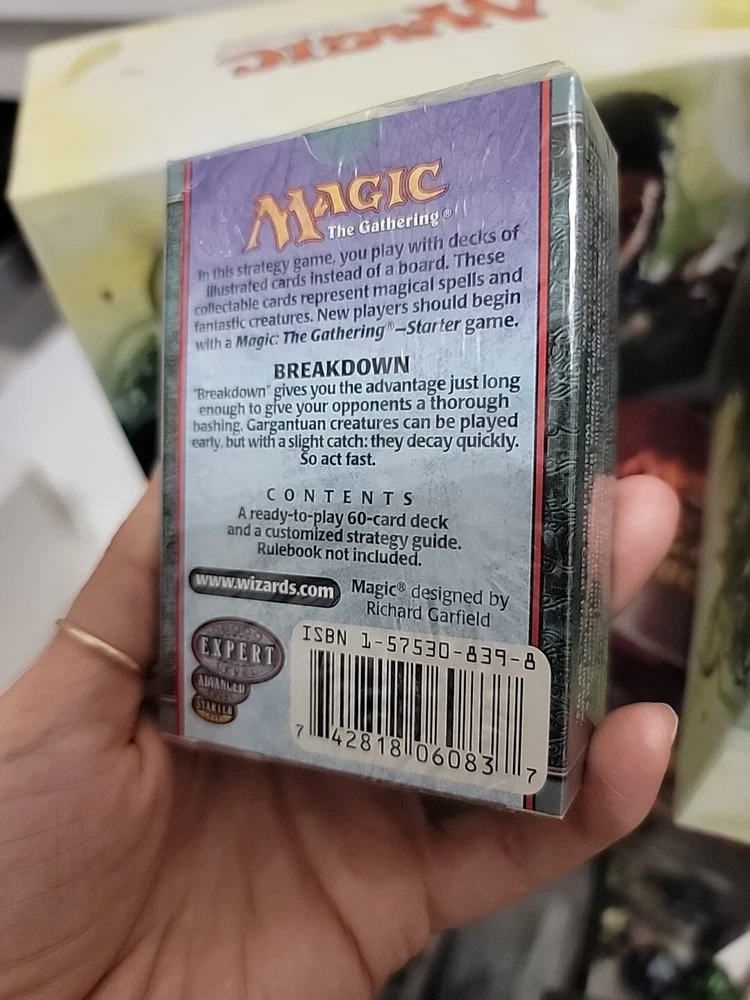 MAGIC
MAGIC
The Gathering®
In this strategy game, you play with decks of
illustrated cards instead of a board. These
collectable cards represent magical spells and
fantastic creatures. New players should begin
with a Magic: The Gathering®—Starter game.
BREAKDOWN
"Breakdown" gives you the advantage just long
enough to give your opponents a thorough
bashing. Gargantuan creatures can be played
early, but with a slight catch: they decay quickly.
So act fast.
CONTENTS
A ready-to-play 60-card deck
and a customized strategy guide.
Rulebook not included.
www.wizards.com
Magic® designed by
Richard Garfield
EXPERT
LEVEL
ADVANCED
STARTER
ISBN 1-57530-839-8
7 42818 06083 7